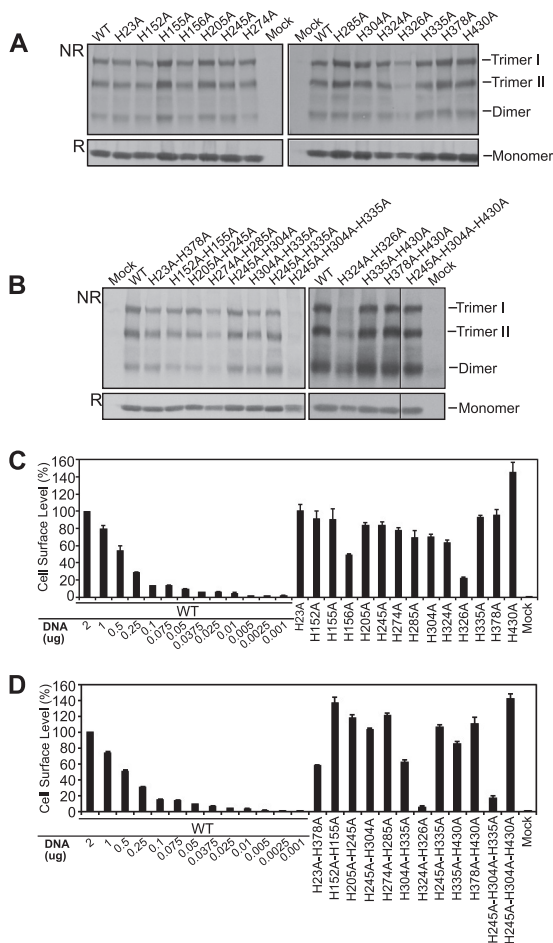 A
NR
WT
H23A
H152A
H155A
H156A
H205A
H245A
H274A
Mock
Mock
WT
H285A
H304A
H324A
H326A
H335A
H378A
H430A
Trimer I
Trimer II
Dimer
R
Monomer
B
NR
Mock
WT
H23A-H378A
H152A-H155A
H205A-H245A
H274A-H285A
H245A-H304A
H304A-H335A
H245A-H335A
H245A-H304A-H335A
WT
H324A-H326A
H335A-H430A
H378A-H430A
H245A-H304A-H430A
Mock
Trimer I
Trimer II
Dimer
R
Monomer
C
Cell Surface Level (%)
160
140
120
100
80
60
40
20
0
DNA (ug)
2
1
0.5
0.25
0.1
0.075
0.05
0.0375
0.025
0.01
0.005
0.0025
0.001
WT
H23A
H152A
H155A
H156A
H205A
H245A
H274A
H285A
H304A
H324A
H326A
H335A
H378A
H430A
Mock
D
Cell Surface Level (%)
160
140
120
100
80
60
40
20
0
DNA (ug)
2
1
0.5
0.25
0.1
0.075
0.05
0.0375
0.025
0.01
0.005
0.0025
0.001
WT
H23A-H378A
H152A-H155A
H205A-H245A
H245A-H304A
H274A-H285A
H304A-H335A
H324A-H326A
H245A-H335A
H335A-H430A
H378A-H430A
H245A-H304A-H335A
H245A-H304A-H430A
Mock